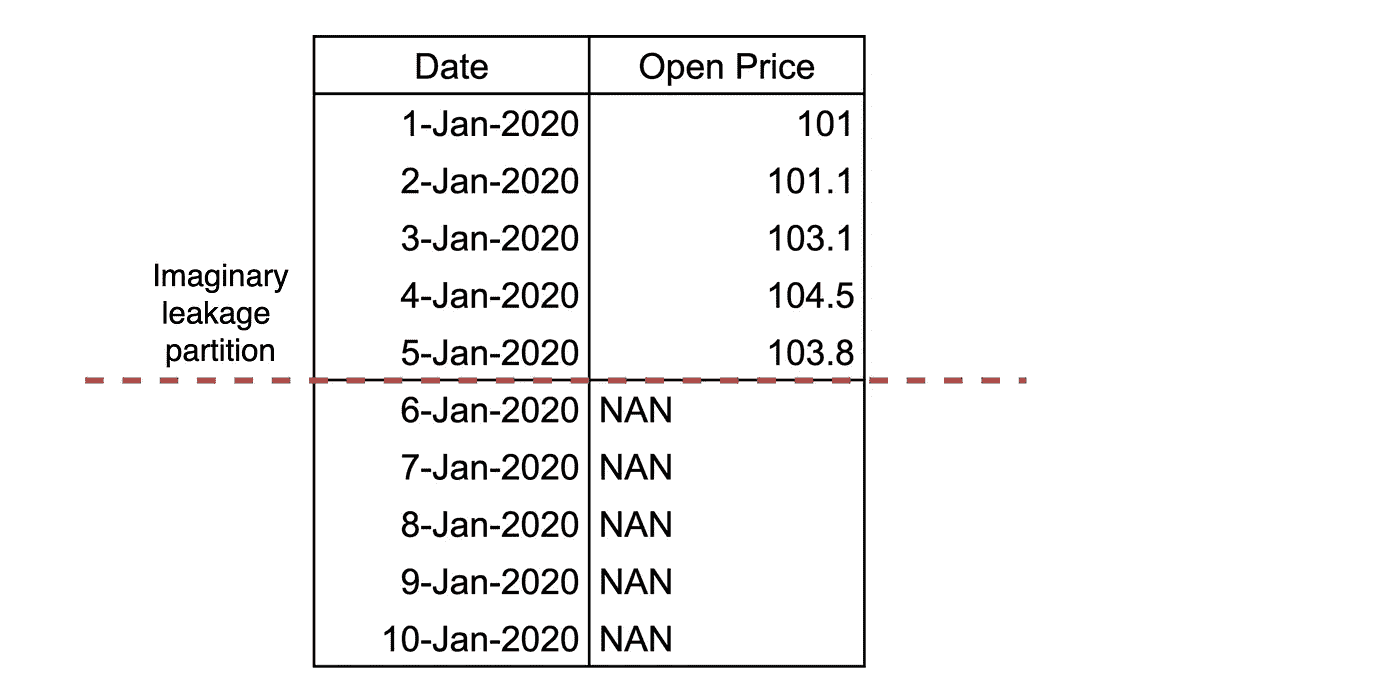 Date Open Price
1-Jan-2020 101
2-Jan-2020 101.1
3-Jan-2020 103.1
4-Jan-2020 104.5
5-Jan-2020 103.8
Imaginary
leakage
partition
6-Jan-2020 NAN
7-Jan-2020 NAN
8-Jan-2020 NAN
9-Jan-2020 NAN
10-Jan-2020 NAN